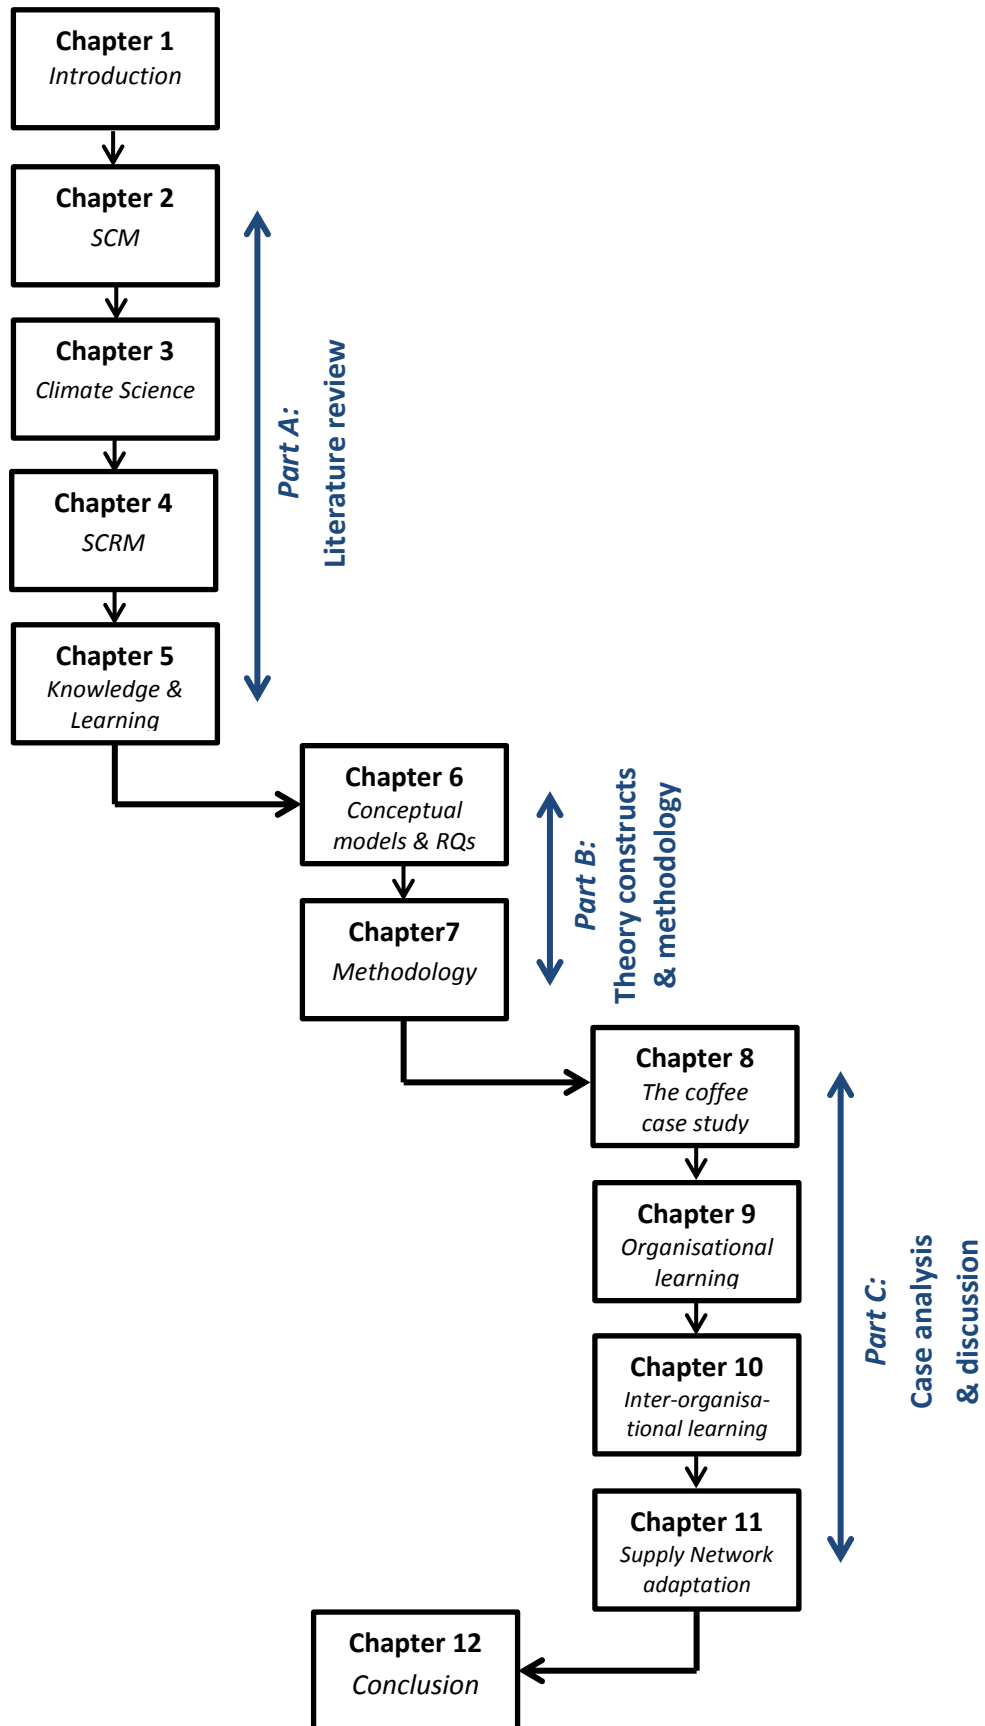 Chapter 1
Introduction
Chapter 2
SCM
Chapter 3
Climate Science
Chapter 4
SCRM
Chapter 5
Knowledge &
Learning
Part A:
Literature review
Chapter 6
Conceptual
models & RQs
Chapter7
Methodology
Part B:
Theory constructs
& methodology
Chapter 8
The coffee
case study
Chapter 9
Organisational
learning
Chapter 10
Inter-organisa-
tional learning
Chapter 11
Supply Network
adaptation
Part C:
Case analysis
& discussion
Chapter 12
Conclusion